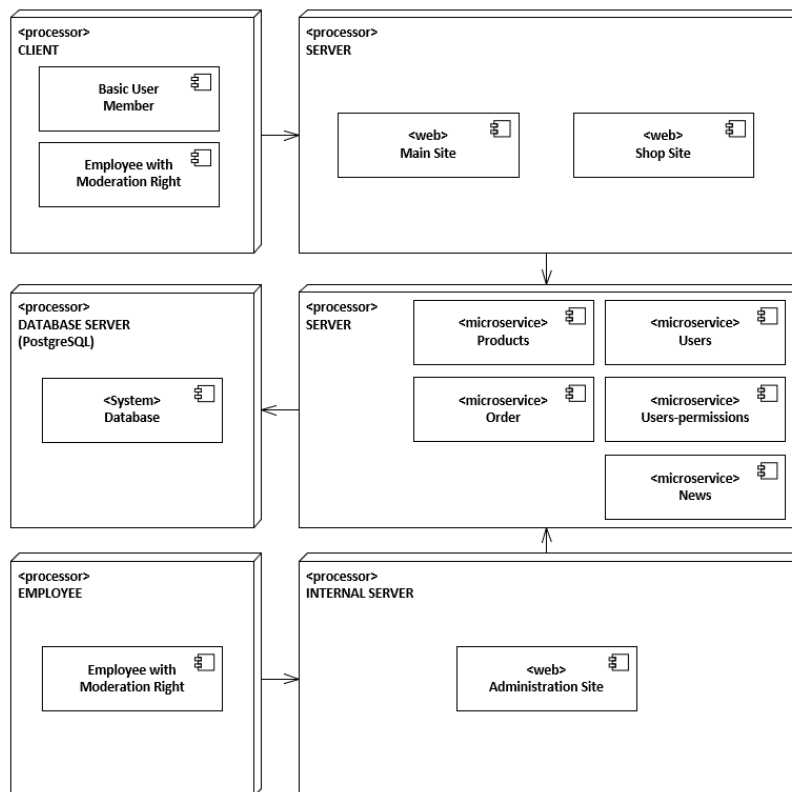 <processor>
CLIENT
Basic User
Member
Employee with
Moderation Right
<processor>
SERVER
<web>
Main Site
<web>
Shop Site
<processor>
DATABASE SERVER
(PostgreSQL)
<System>
Database
<processor>
SERVER
<microservice>
Products
<microservice>
Users
<microservice>
Order
<microservice>
Users-permissions
<microservice>
News
<processor>
EMPLOYEE
Employee with
Moderation Right
<processor>
INTERNAL SERVER
<web>
Administration Site